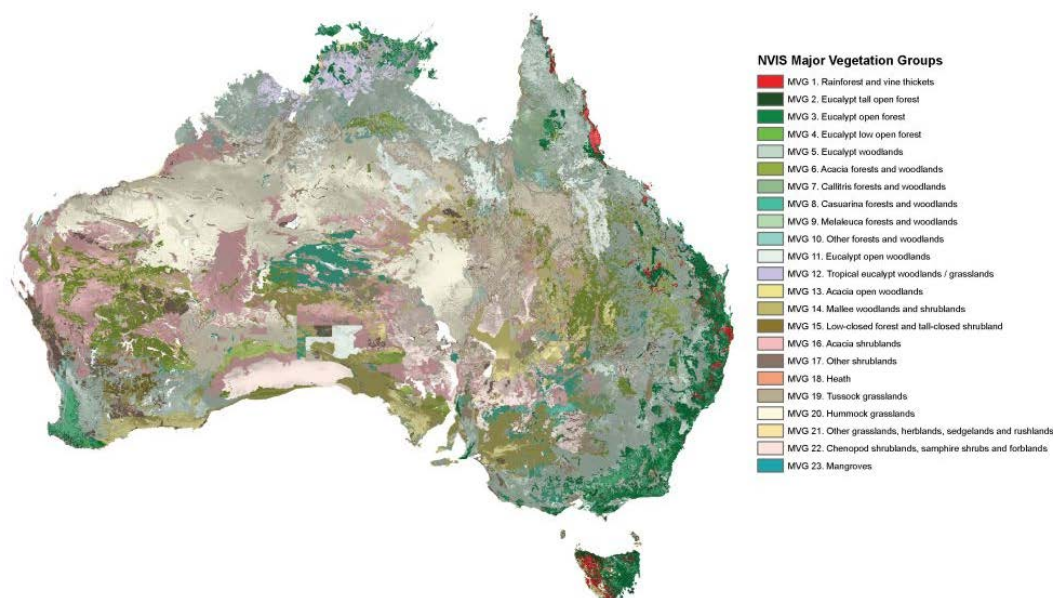 NVIS Major Vegetation Groups
MVG 1. Rainforest and vine thickets
MVG 2. Eucalypt tall open forest
MVG 3. Eucalypt open forest
MVG 4. Eucalypt low open forest
MVG 5. Eucalypt woodlands
MVG 6. Acacia forests and woodlands
MVG 7. Callitris forests and woodlands
MVG 8. Casuarina forests and woodlands
MVG 9. Melaleuca forests and woodlands
MVG 10. Other forests and woodlands
MVG 11. Eucalypt open woodlands
MVG 12. Tropical eucalypt woodlands / grasslands
MVG 13. Acacia open woodlands
MVG 14. Mallee woodlands and shrublands
MVG 15. Low-closed forest and tall-closed shrubland
MVG 16. Acacia shrublands
MVG 17. Other shrublands
MVG 18. Heath
MVG 19. Tussock grasslands
MVG 20. Hummock grasslands
MVG 21. Other grasslands, herblands, sedgelands and rushlands
MVG 22. Chenopod shrublands, samphire shrubs and forblands
MVG 23. Mangroves